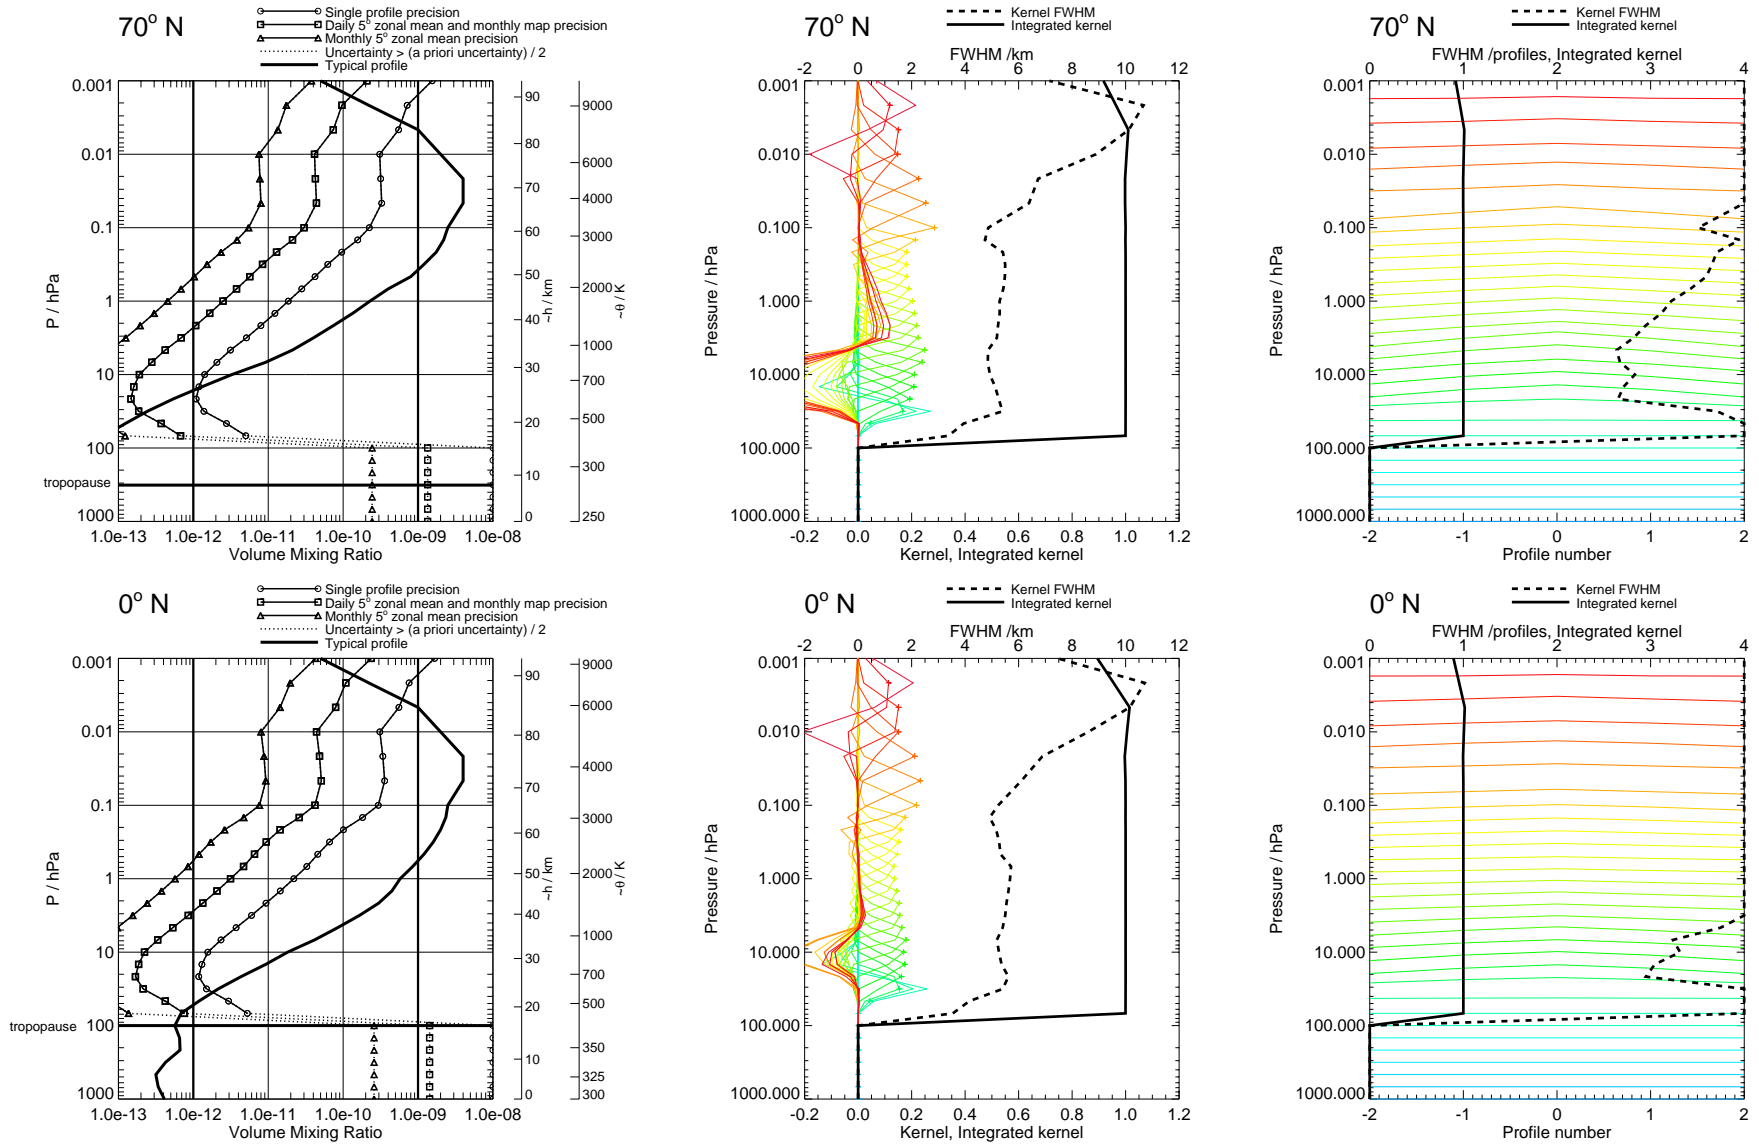 70° N
Single profile precision
Daily 5° zonal mean and monthly map precision
Monthly 5° zonal mean precision
Uncertainty > (a priori uncertainty) / 2
Typical profile
0.001
0.01
0.1
1
10
100
tropopause
1000
P / hPa
1.0e-13 1.0e-12 1.0e-11 1.0e-10 1.0e-09 1.0e-08
Volume Mixing Ratio
90
80
70
60
50
40
30
20
10
0
~h / km
9000
6000
4000
3000
2000
1000
700
500
300
250
~θ / K
70° N
Kernel FWHM
Integrated kernel
FWHM /km
-2 0 2 4 6 8 10 12
0.001
0.010
0.100
1.000
10.000
100.000
1000.000
Pressure / hPa
-0.2 0.0 0.2 0.4 0.6 0.8 1.0 1.2
Kernel, Integrated kernel
70° N
Kernel FWHM
Integrated kernel
FWHM /profiles, Integrated kernel
0 1 2 3 4
0.001
0.010
0.100
1.000
10.000
100.000
1000.000
Pressure / hPa
-2 -1 0 1 2
Profile number
0° N
Single profile precision
Daily 5° zonal mean and monthly map precision
Monthly 5° zonal mean precision
Uncertainty > (a priori uncertainty) / 2
Typical profile
0.001
0.01
0.1
1
10
tropopause 100
1000
P / hPa
1.0e-13 1.0e-12 1.0e-11 1.0e-10 1.0e-09 1.0e-08
Volume Mixing Ratio
90
80
70
60
50
40
30
20
10
0
~h / km
9000
6000
4000
3000
2000
1000
700
500
350
325
300
~θ / K
0° N
Kernel FWHM
Integrated kernel
FWHM /km
-2 0 2 4 6 8 10 12
0.001
0.010
0.100
1.000
10.000
100.000
1000.000
Pressure / hPa
-0.2 0.0 0.2 0.4 0.6 0.8 1.0 1.2
Kernel, Integrated kernel
0° N
Kernel FWHM
Integrated kernel
FWHM /profiles, Integrated kernel
0 1 2 3 4
0.001
0.010
0.100
1.000
10.000
100.000
1000.000
Pressure / hPa
-2 -1 0 1 2
Profile number